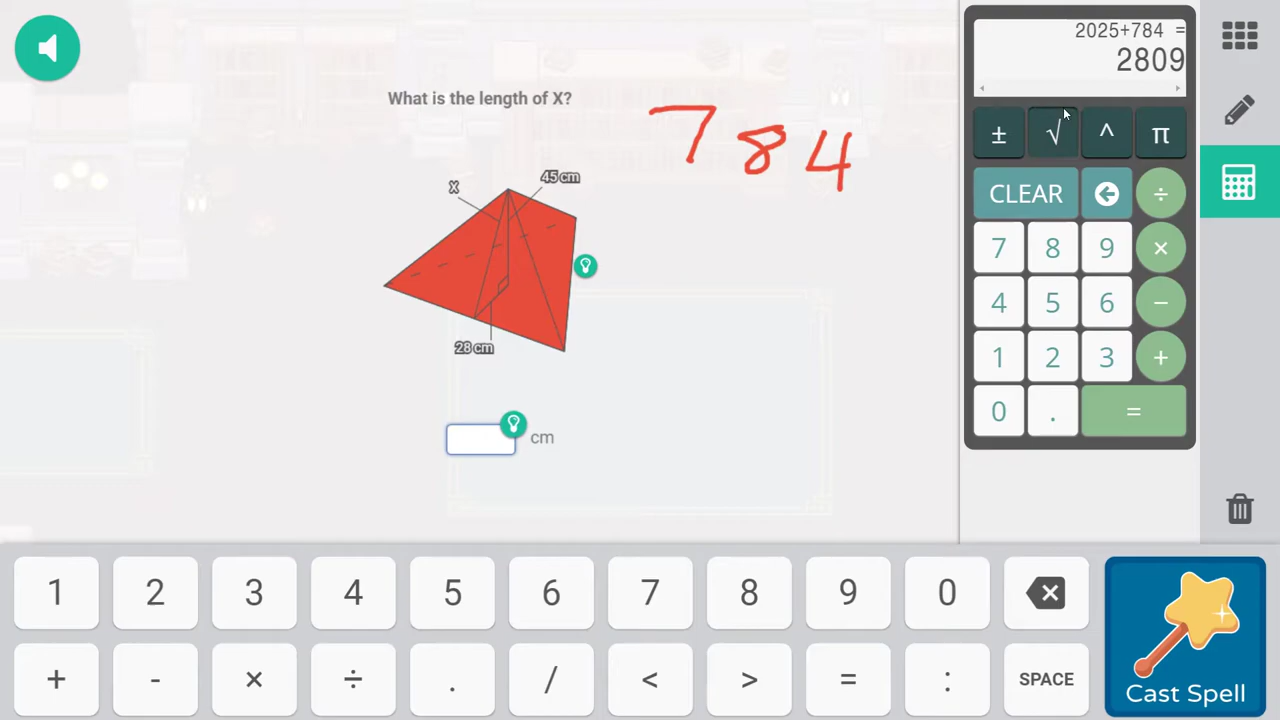 What is the length of X?
784
X
45 cm
28 cm
cm
2025+784 =
2809
± √ ^ π
CLEAR ÷
7 8 9 ×
4 5 6 −
1 2 3 +
0 . =
1 2 3 4 5 6 7 8 9 0
+ - × ÷ . / < > = : SPACE
Cast Spell